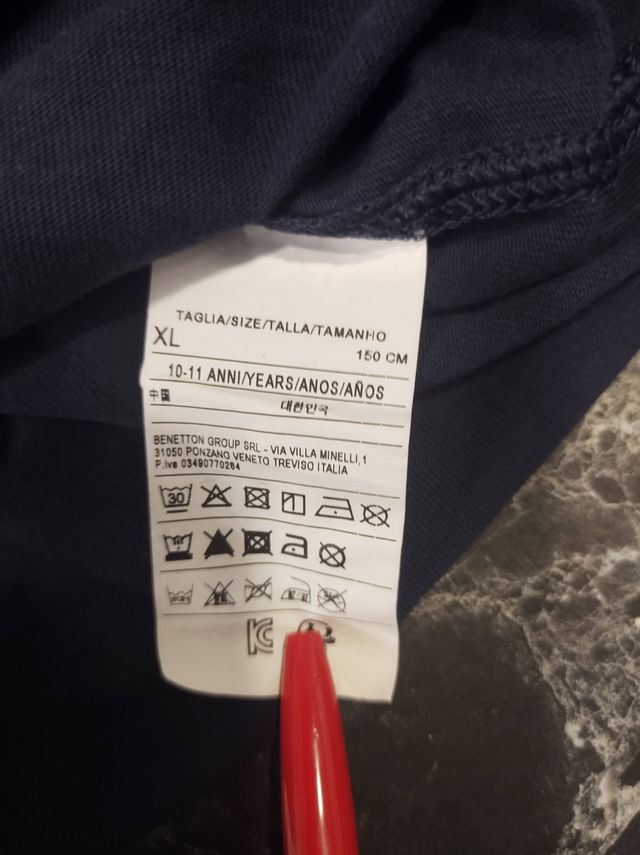 TAGLIA/SIZE/TALLA/TAMANHO
XL
150 CM
10-11 ANNI/YEARS/ANOS/AÑOS
中国
대한민국
BENETTON GROUP SRL - VIA VILLA MINELLI,1
31050 PONZANO VENETO TREVISO ITALIA
P.iva 03490770264
30